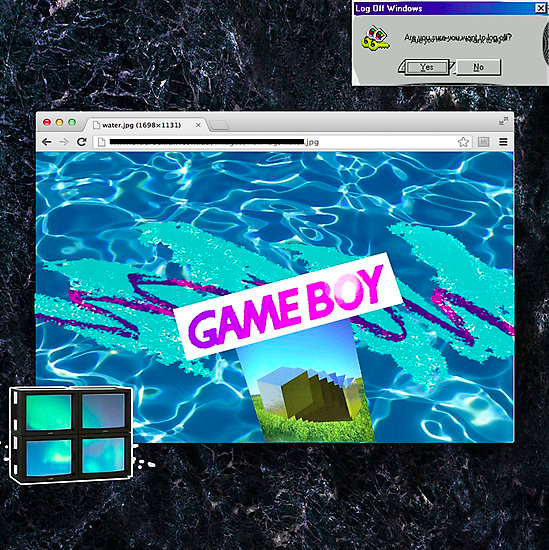 Log Off Windows
Are you sure you want to log off?
Yes
No
water.jpg (1698×1131)
.jpg
GAME BOY